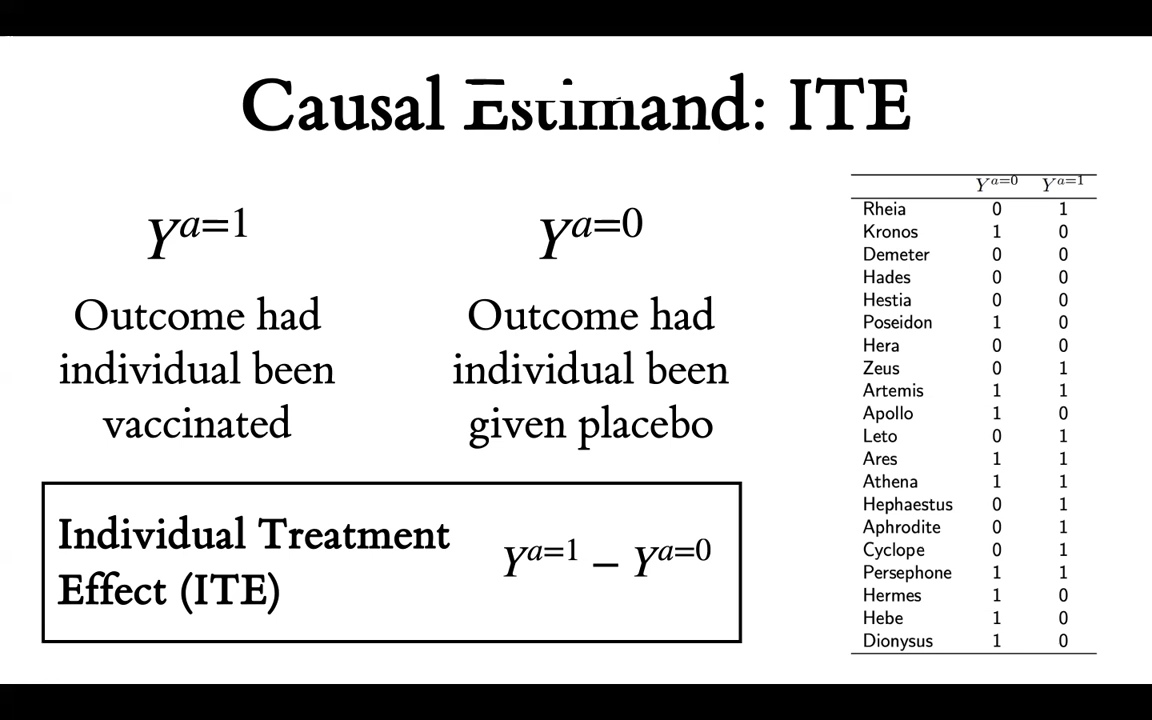 Causal Estimand: ITE
Y^{a=1}
Outcome had
individual been
vaccinated
Y^{a=0}
Outcome had
individual been
given placebo
Individual Treatment
Effect (ITE)
Y^{a=1} – Y^{a=0}
Y^{a=0} Y^{a=1}
Rheia 0 1
Kronos 1 0
Demeter 0 0
Hades 0 0
Hestia 0 0
Poseidon 1 0
Hera 0 0
Zeus 0 1
Artemis 1 1
Apollo 1 0
Leto 0 1
Ares 1 1
Athena 1 1
Hephaestus 0 1
Aphrodite 0 1
Cyclope 0 1
Persephone 1 1
Hermes 1 0
Hebe 1 0
Dionysus 1 0